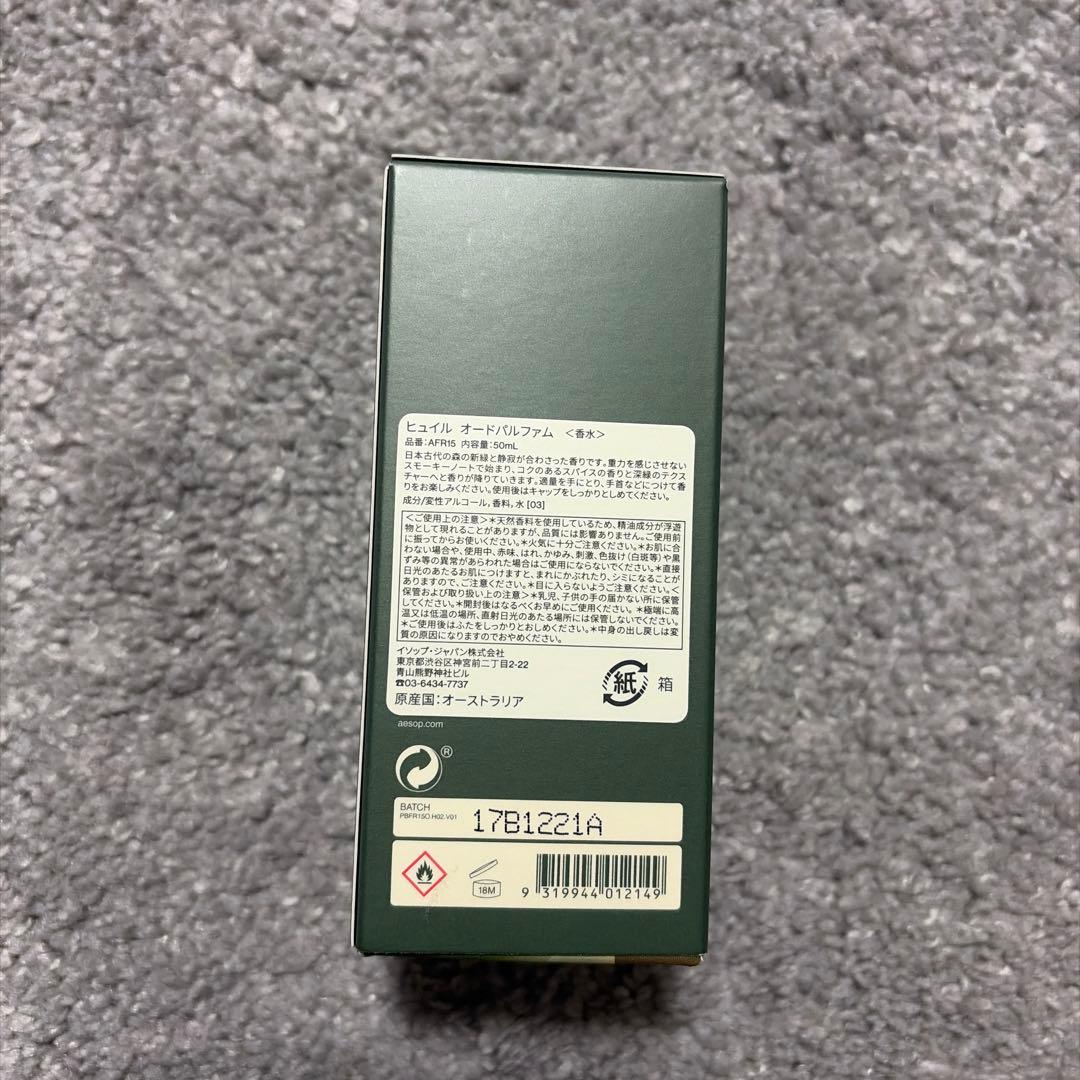 ヒュイル オードパルファム ＜香水＞
品番：AFR15 内容量：50mL
日本古代の森の新緑と静寂が合わさった香りです。重力を感じさせない
スモーキーノートで始まり、コクのあるスパイスの香りと深緑のテクス
チャーへと香りが降りていきます。適量を手にとり、手首などにつけて香
りをお楽しみください。使用後はキャップをしっかりとしめてください。
成分/変性アルコール，香料，水 [03]
＜ご使用上の注意＞＊天然香料を使用しているため、精油成分が浮遊
物として現れることがありますが、品質には影響ありません。ご使用前
に振ってからお使いください。＊火気に十分ご注意ください。＊お肌に合
わない場合や、使用中、赤味、はれ、かゆみ、刺激、色抜け（白斑等）や黒
ずみ等の異常があらわれた場合はご使用にならないでください。＊直接
日光のあたるお肌につけますと、まれにかぶれたり、シミになることが
ありますので、ご注意ください。＊目に入らないようご注意ください。＜
保管および取り扱い上の注意＞＊乳児、子供の手の届かない所に保管
してください。＊開封後はなるべくお早めにご使用ください。＊極端に高
温又は低温の場所、直射日光のあたる場所には保管しないでください。
＊ご使用後はふたをしっかりとおしめください。＊中身の出し戻しは変
質の原因になりますのでおやめください。
イソップ・ジャパン株式会社
東京都渋谷区神宮前二丁目2-22
青山熊野神社ビル
☎03-6434-7737
紙 箱
原産国：オーストラリア
aesop.com
®
BATCH
PBFR15O.H02.V01
17B1221A
18M
9 319944 012149